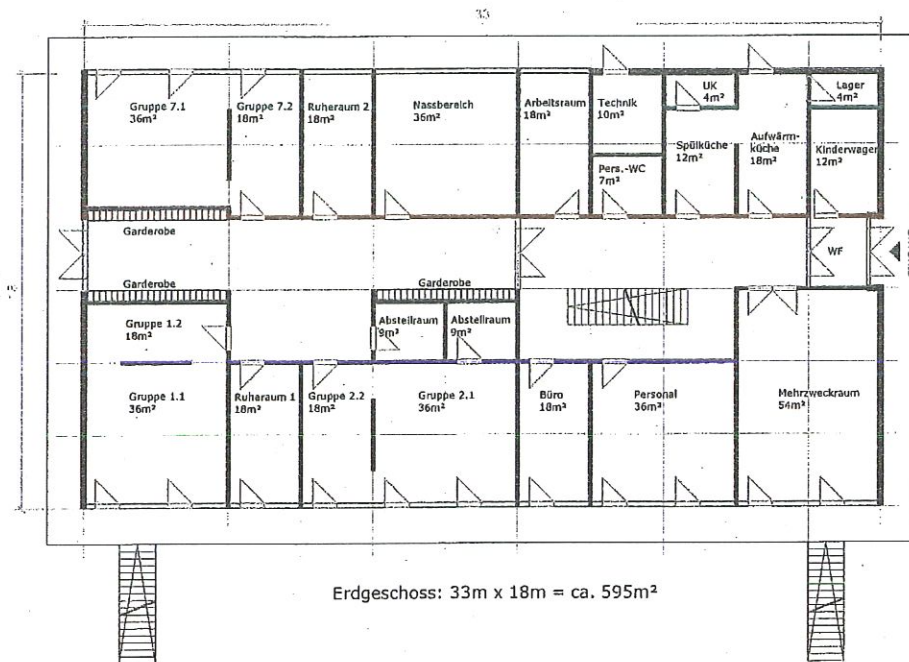 33
Gruppe 7.1
36m²
Gruppe 7.2
18m²
Ruheraum 2
18m²
Nassbereich
36m²
Arbeitsraum
18m²
Technik
10m²
UK
4m²
Lager
4m²
Pers.-WC
7m²
Spülküche
12m²
Aufwärm-
küche
18m²
Kinderwagen
12m²
Garderobe
WF
Garderobe
Garderobe
Gruppe 1.2
18m²
Abstellraum
9m²
Abstellraum
9m²
Gruppe 1.1
36m²
Ruheraum 1
18m²
Gruppe 2.2
18m²
Gruppe 2.1
36m²
Büro
18m²
Personal
36m²
Mehrzweckraum
54m²
Erdgeschoss: 33m x 18m = ca. 595m²